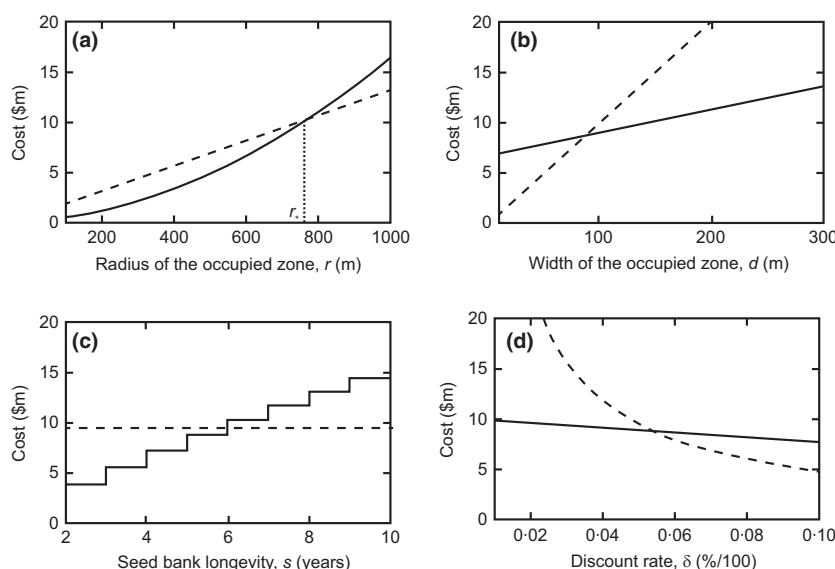 (a)
Cost ($m)
20
15
10
5
0
r*
200 400 600 800 1000
Radius of the occupied zone, r (m)
(b)
Cost ($m)
20
15
10
5
0
100 200 300
Width of the occupied zone, d (m)
(c)
Cost ($m)
20
15
10
5
0
2 4 6 8 10
Seed bank longevity, s (years)
(d)
Cost ($m)
20
15
10
5
0
0·02 0·04 0·06 0·08 0·10
Discount rate, δ (%/100)